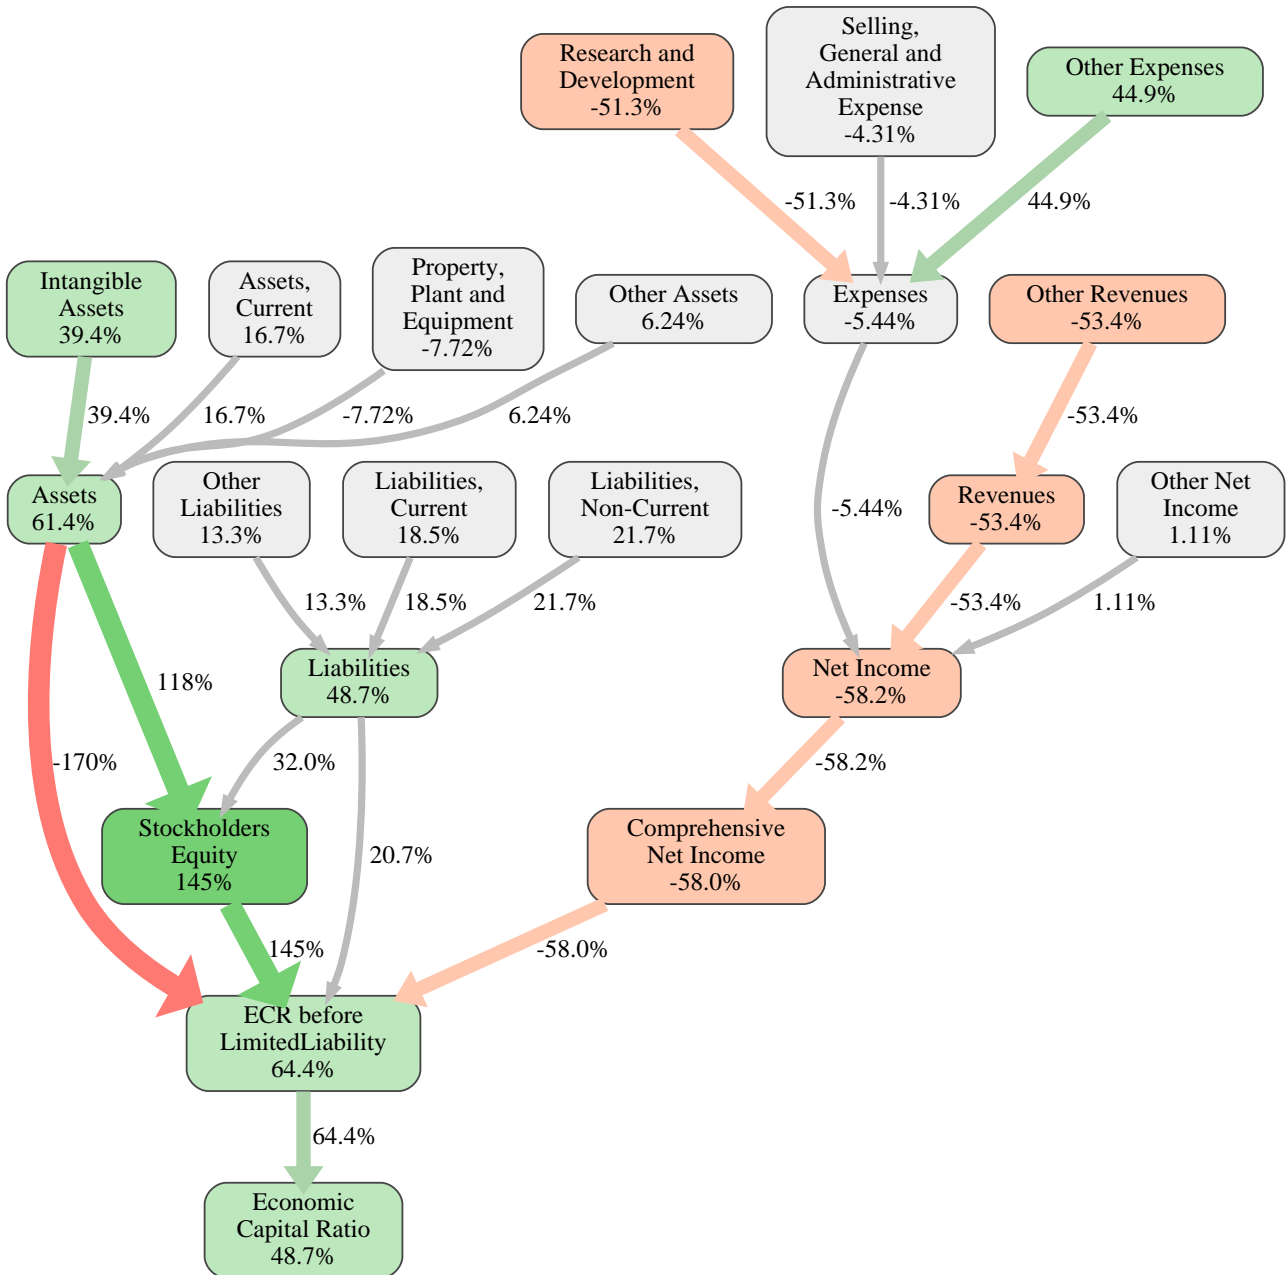 Selling,
General and
Administrative
Expense
-4.31%
Research and
Development
-51.3%
Other Expenses
44.9%
-51.3%
-4.31%
44.9%
Intangible
Assets
39.4%
Assets,
Current
16.7%
Property,
Plant and
Equipment
-7.72%
Other Assets
6.24%
Expenses
-5.44%
Other Revenues
-53.4%
39.4%
16.7%
-7.72%
6.24%
-53.4%
Assets
61.4%
Other
Liabilities
13.3%
Liabilities,
Current
18.5%
Liabilities,
Non-Current
21.7%
-5.44%
Revenues
-53.4%
Other Net
Income
1.11%
13.3%
18.5%
21.7%
-53.4%
1.11%
118%
Liabilities
48.7%
Net Income
-58.2%
-170%
32.0%
-58.2%
Stockholders
Equity
145%
20.7%
Comprehensive
Net Income
-58.0%
145%
-58.0%
ECR before
LimitedLiability
64.4%
64.4%
Economic
Capital Ratio
48.7%